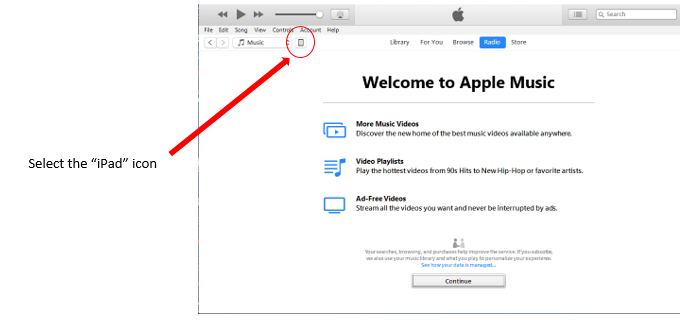 Search
File Edit Song View Controls Account Help
Music
Library For You Browse Radio Store
Welcome to Apple Music
More Music Videos
Discover the new home of the best music videos available anywhere.
Select the “iPad” icon
Video Playlists
Play the hottest videos from 90s Hits to New Hip-Hop or favorite artists.
Ad-Free Videos
Stream all the videos you want and never be interrupted by ads.
Your searches, browsing, and purchases help improve the service. If you subscribe,
we also use your music library and what you play to personalize your experience.
See how your data is managed...
Continue